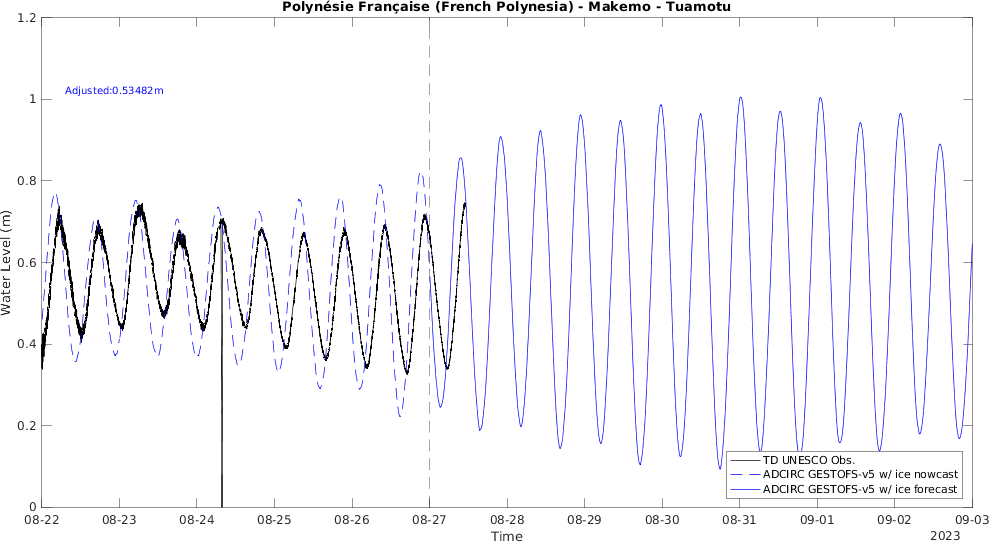 Polynésie Française (French Polynesia) - Makemo - Tuamotu
1.2
1
0.8
0.6
0.4
0.2
0
Water Level (m)
Adjusted:0.53482m
TD UNESCO Obs.
ADCIRC GESTOFS-v5 w/ ice nowcast
ADCIRC GESTOFS-v5 w/ ice forecast
08-22 08-23 08-24 08-25 08-26 08-27 08-28 08-29 08-30 08-31 09-01 09-02 09-03
Time
2023